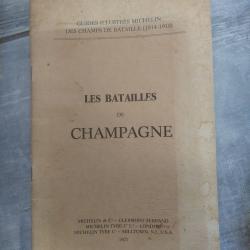 GUIDES ILLUSTRÉS MICHELIN
DES CHAMPS DE BATAILLE (1914-1918)
LES BATAILLES
DE
CHAMPAGNE
MICHELIN & Cie - CLERMONT-FERRAND
MICHELIN TYRE Co Ld - LONDON
MICHELIN TIRE Co - MILLTOWN, N.J., U.S.A.